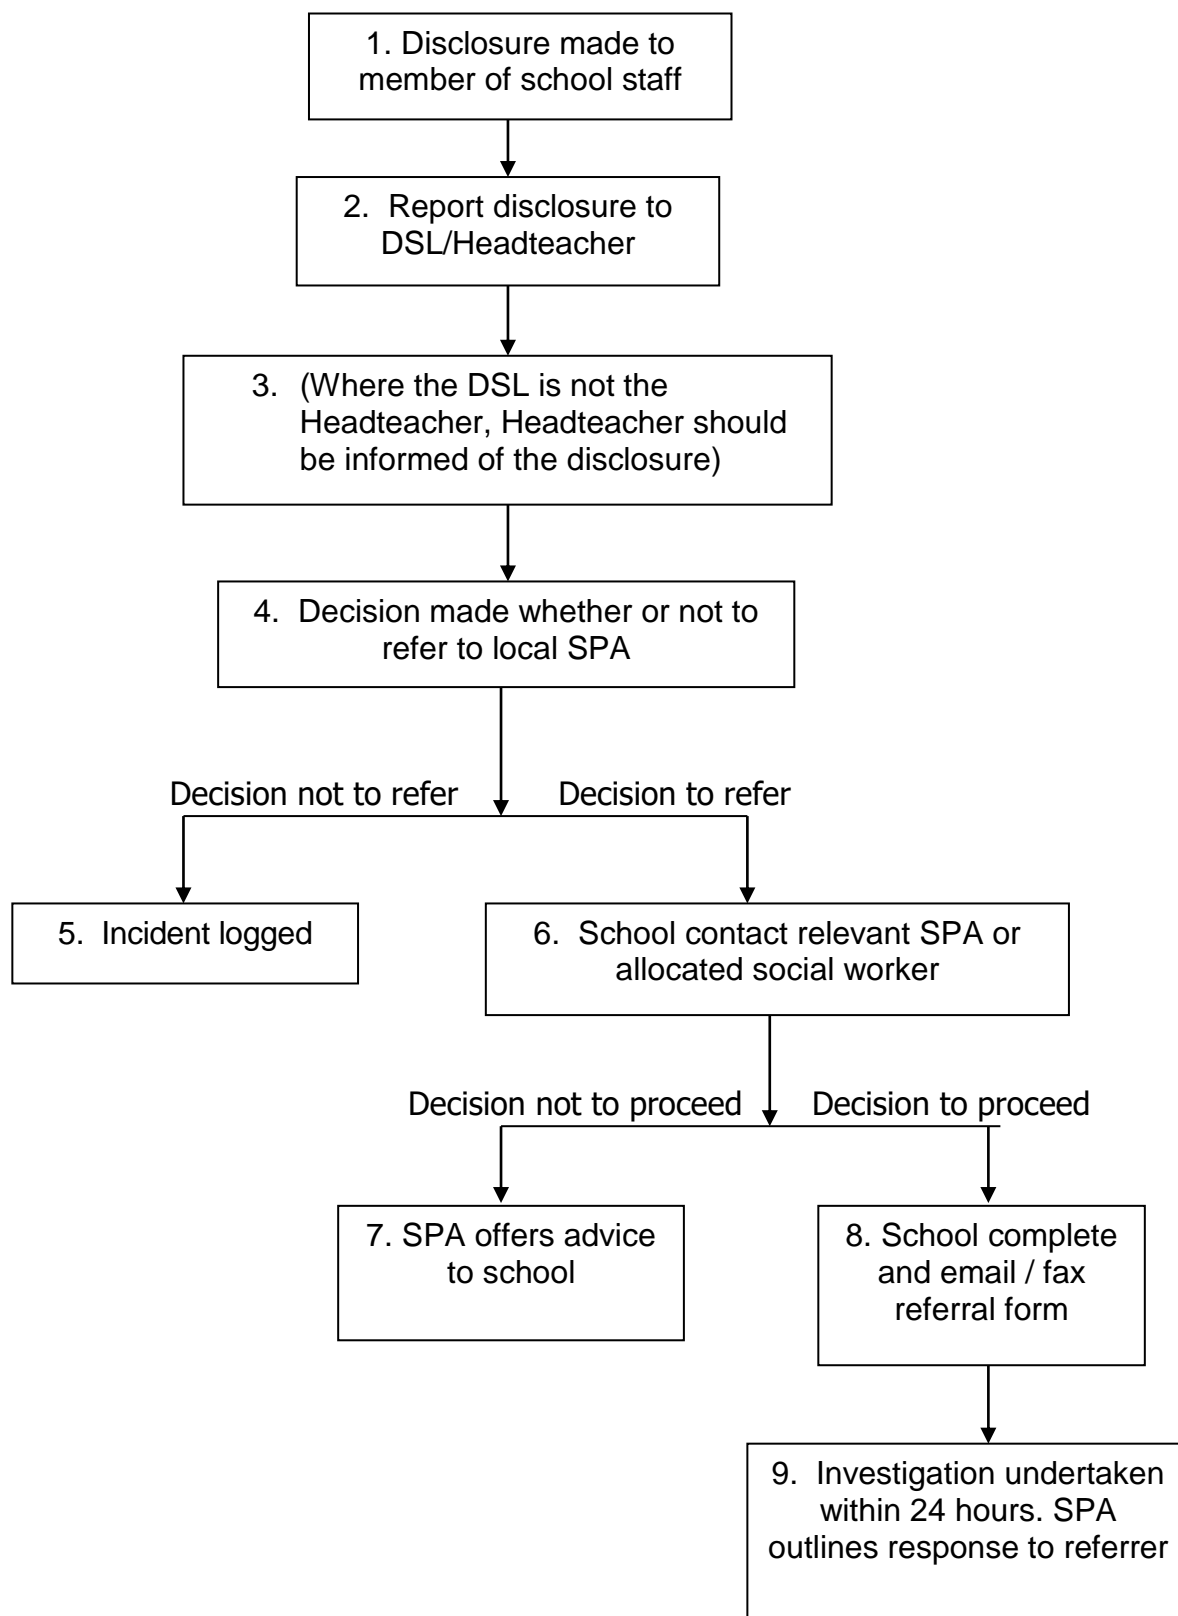 1. Disclosure made to
member of school staff
2. Report disclosure to
DSL/Headteacher
3. (Where the DSL is not the
Headteacher, Headteacher should
be informed of the disclosure)
4. Decision made whether or not to
refer to local SPA
Decision not to refer
Decision to refer
5. Incident logged
6. School contact relevant SPA or
allocated social worker
Decision not to proceed
Decision to proceed
7. SPA offers advice
to school
8. School complete
and email / fax
referral form
9. Investigation undertaken
within 24 hours. SPA
outlines response to referrer